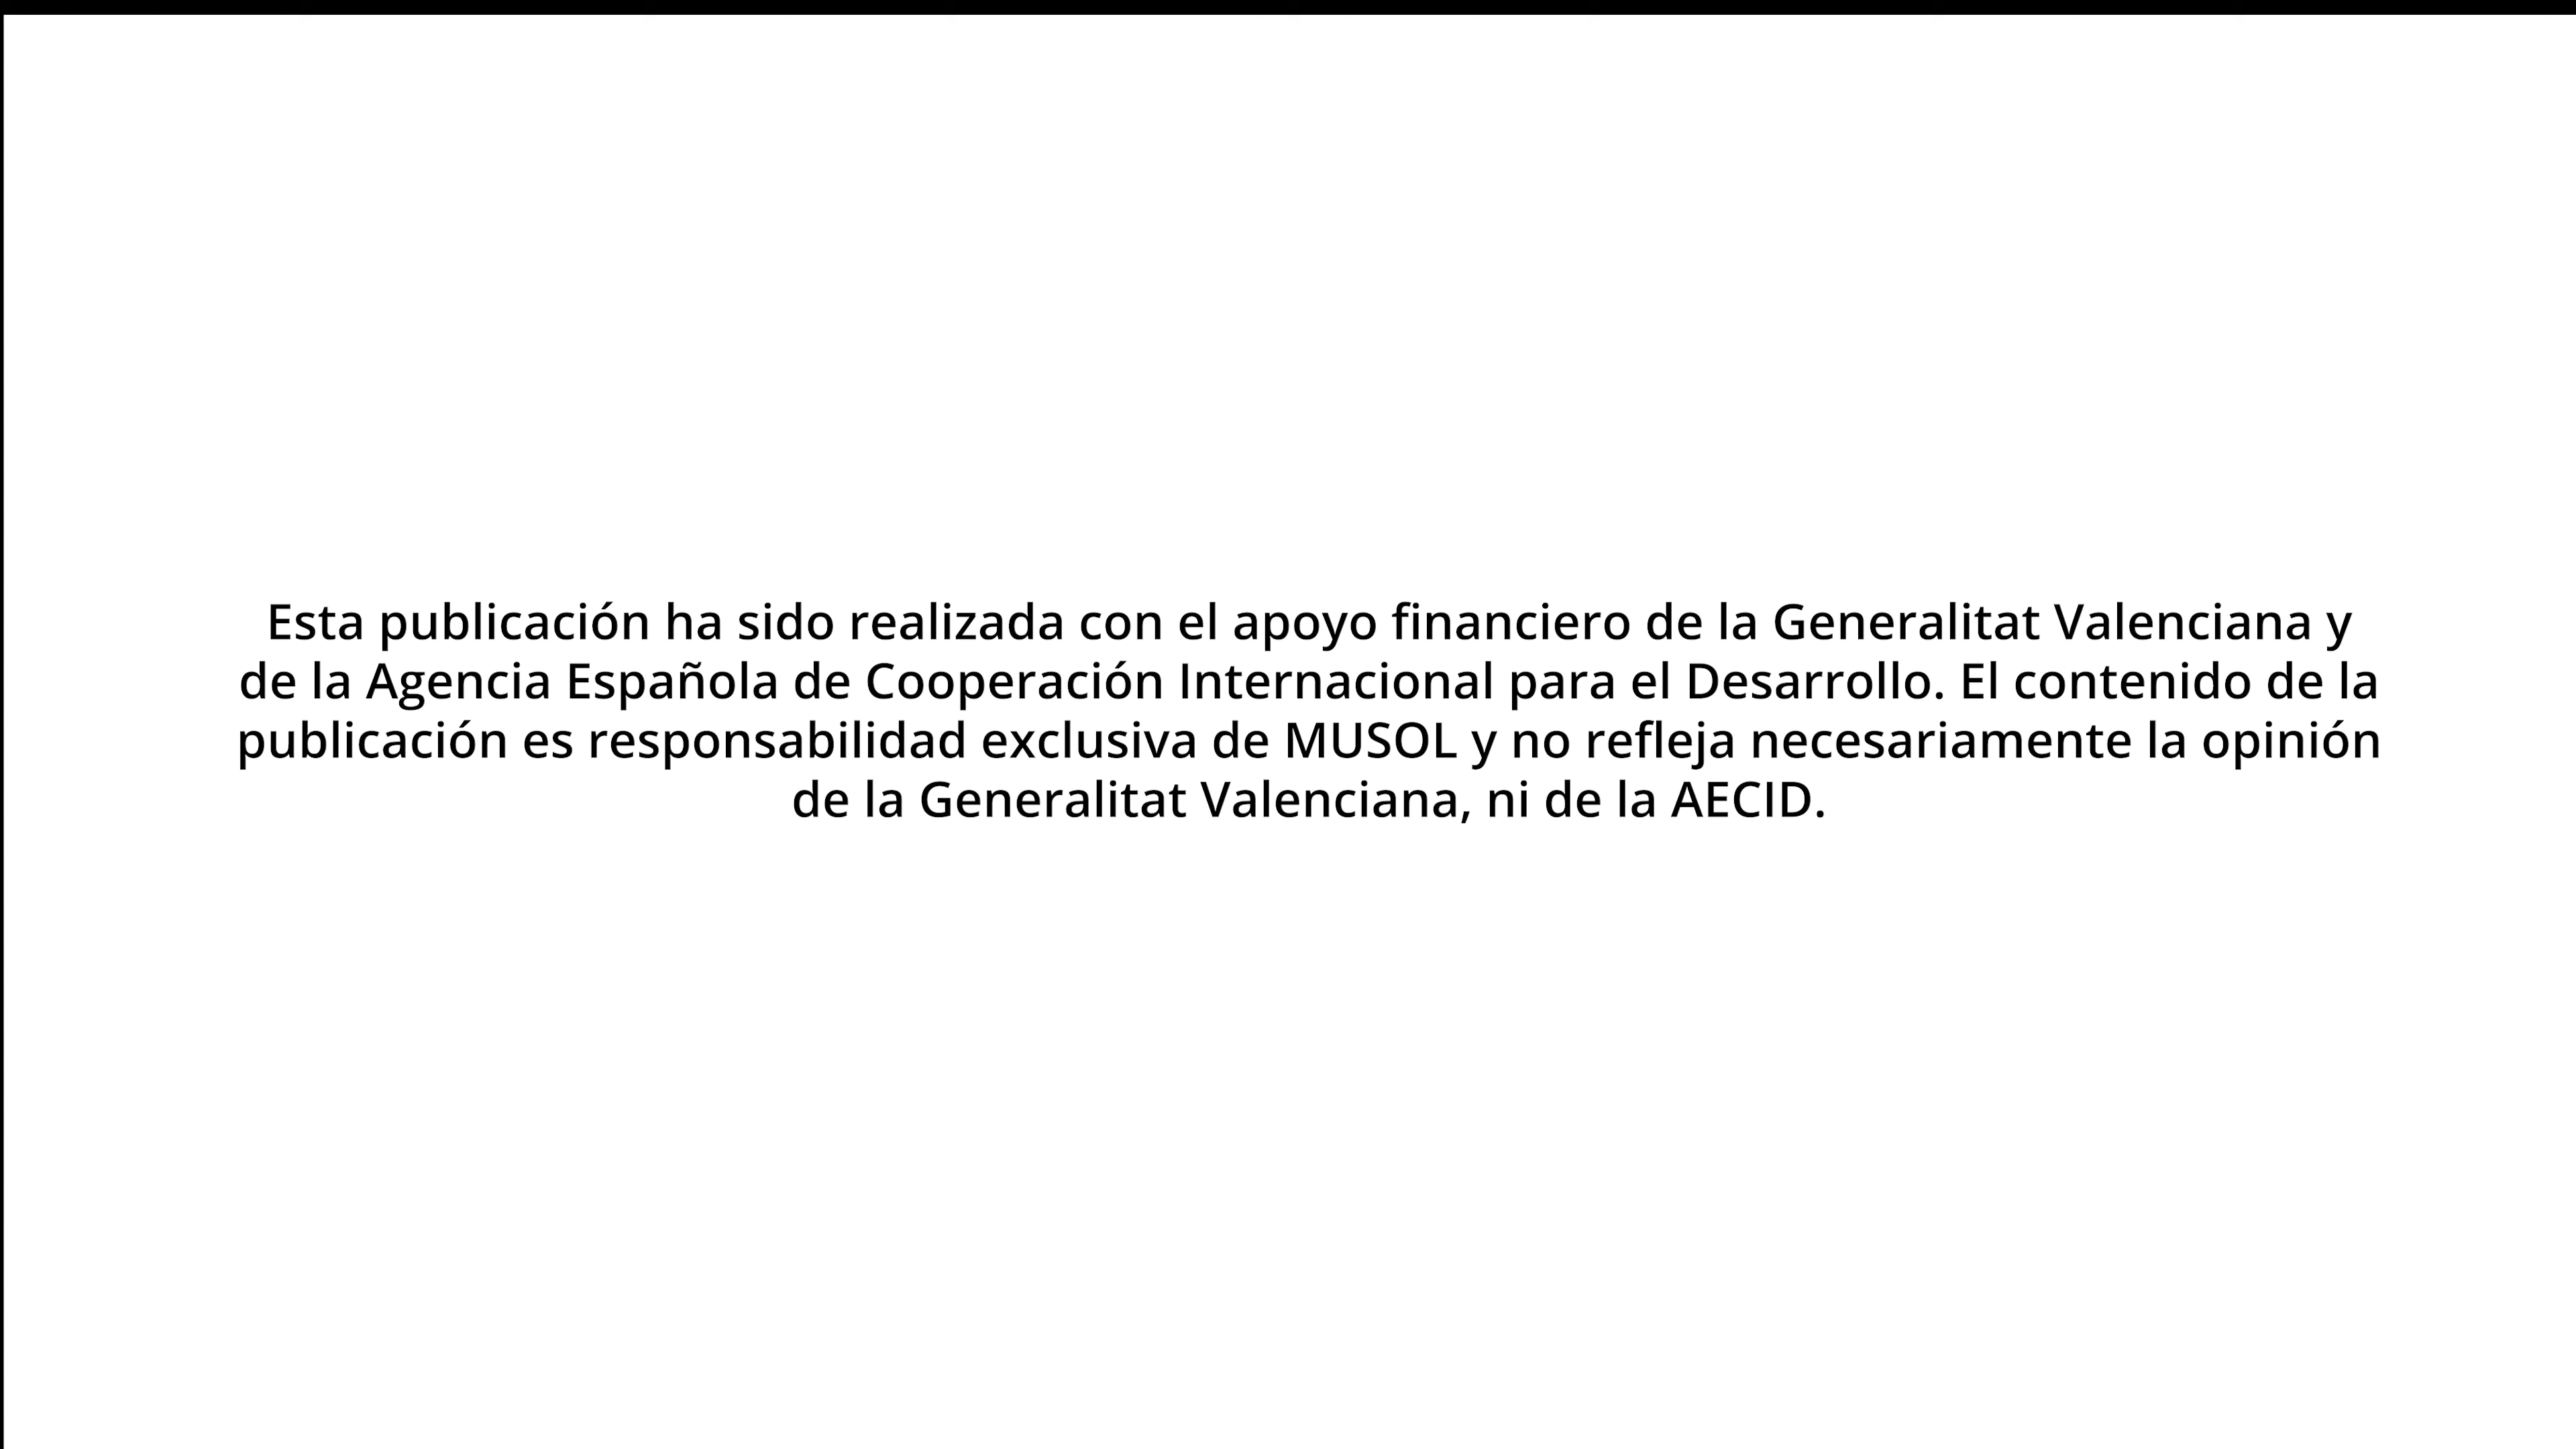 Esta publicación ha sido realizada con el apoyo financiero de la Generalitat Valenciana y
de la Agencia Española de Cooperación Internacional para el Desarrollo. El contenido de la
publicación es responsabilidad exclusiva de MUSOL y no refleja necesariamente la opinión
de la Generalitat Valenciana, ni de la AECID.